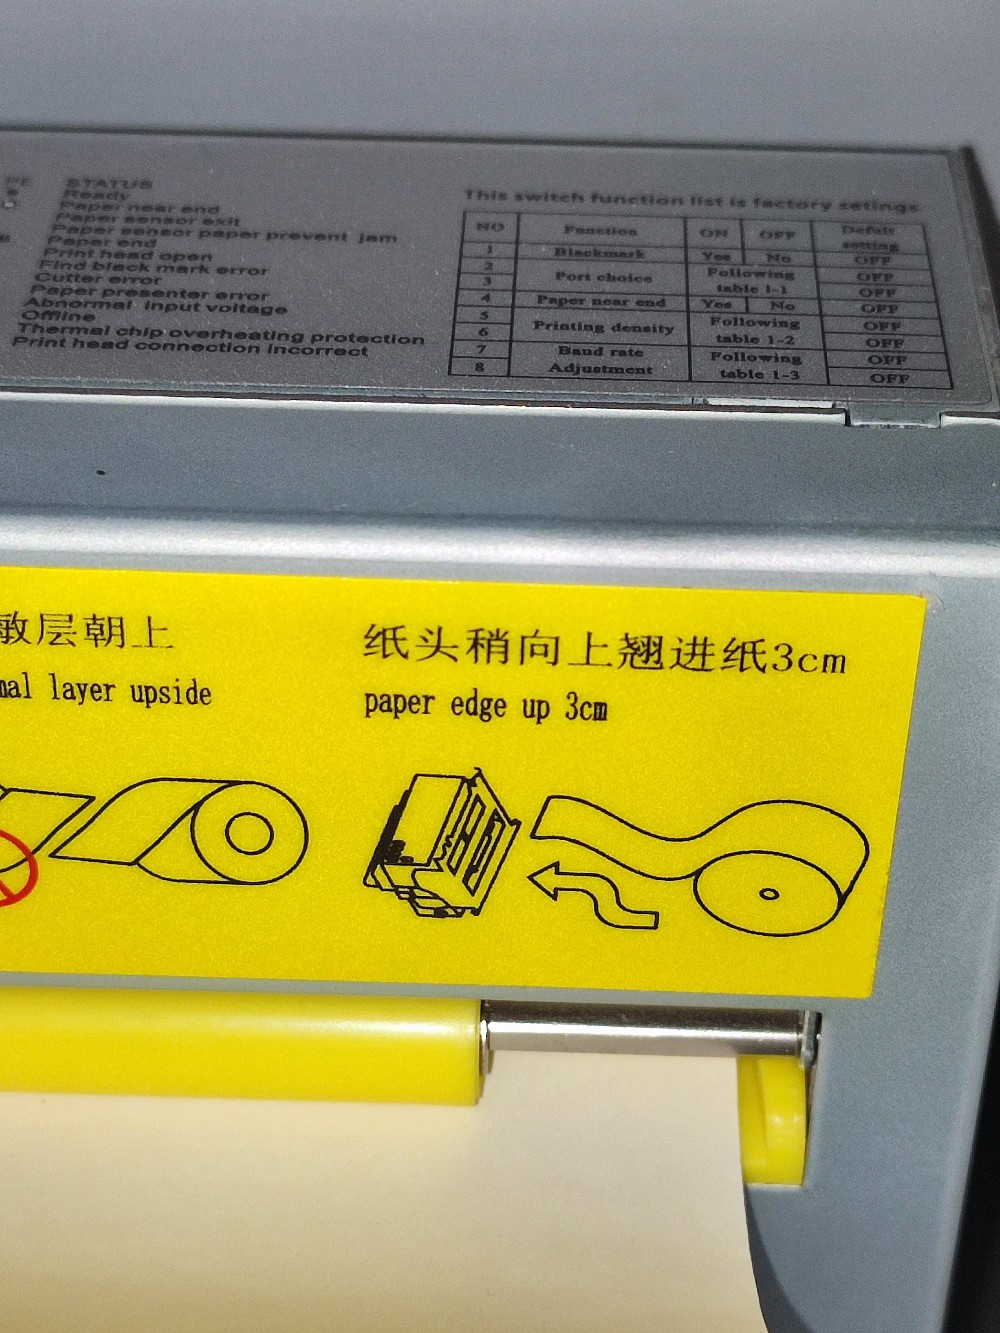 PE STATUS
Ready
Paper near end
Paper sensor exit
Paper sensor paper prevent jam
Paper end
Print head open
Find black mark error
Cutter error
Paper presenter error
Abnormal input voltage
Offline
Thermal chip overheating protection
Print head connection incorrect
This switch function list is factory setings
NO Function ON OFF Defule setting
1 Blackmark Yes No OFF
2 Port choice Following table 1-1 OFF
3 OFF
4 Paper near end Yes No OFF
5 Printing density Following table 1-2 OFF
6 OFF
7 Baud rate Adjustment Following table 1-3 OFF
8 OFF
敏层朝上
nal layer upside
纸头稍向上翘进纸3cm
paper edge up 3cm